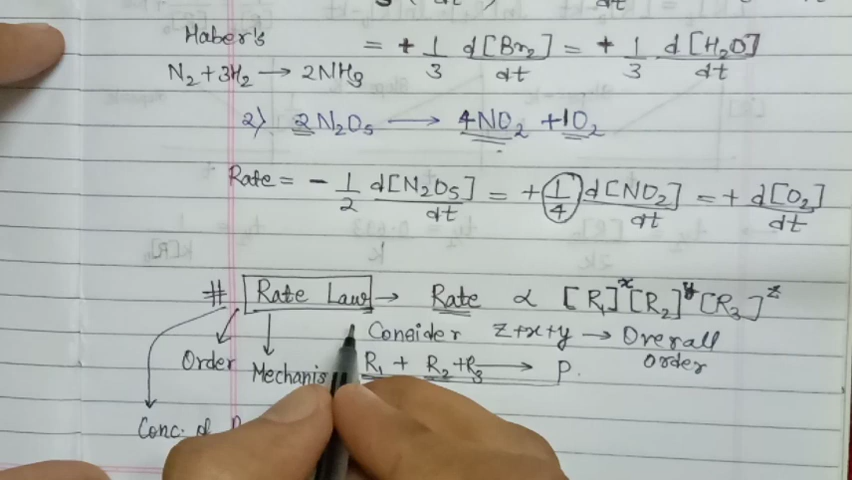 Haber's = + 1/3 d[Br₂]/dt = + 1/3 d[H₂O]/dt
N₂ + 3H₂ → 2NH₃
2) 2N₂O₅ → 4NO₂ + 1O₂
Rate = - 1/2 d[N₂O₅]/dt = + 1/4 d[NO₂]/dt = + d[O₂]/dt
# Rate Law → Rate ∝ [R₁]ˣ[R₂]ʸ[R₃]ᶻ
Consider z+x+y → Overall order
Order Mechanis R₁ + R₂ + R₃ → P.
Conc. of